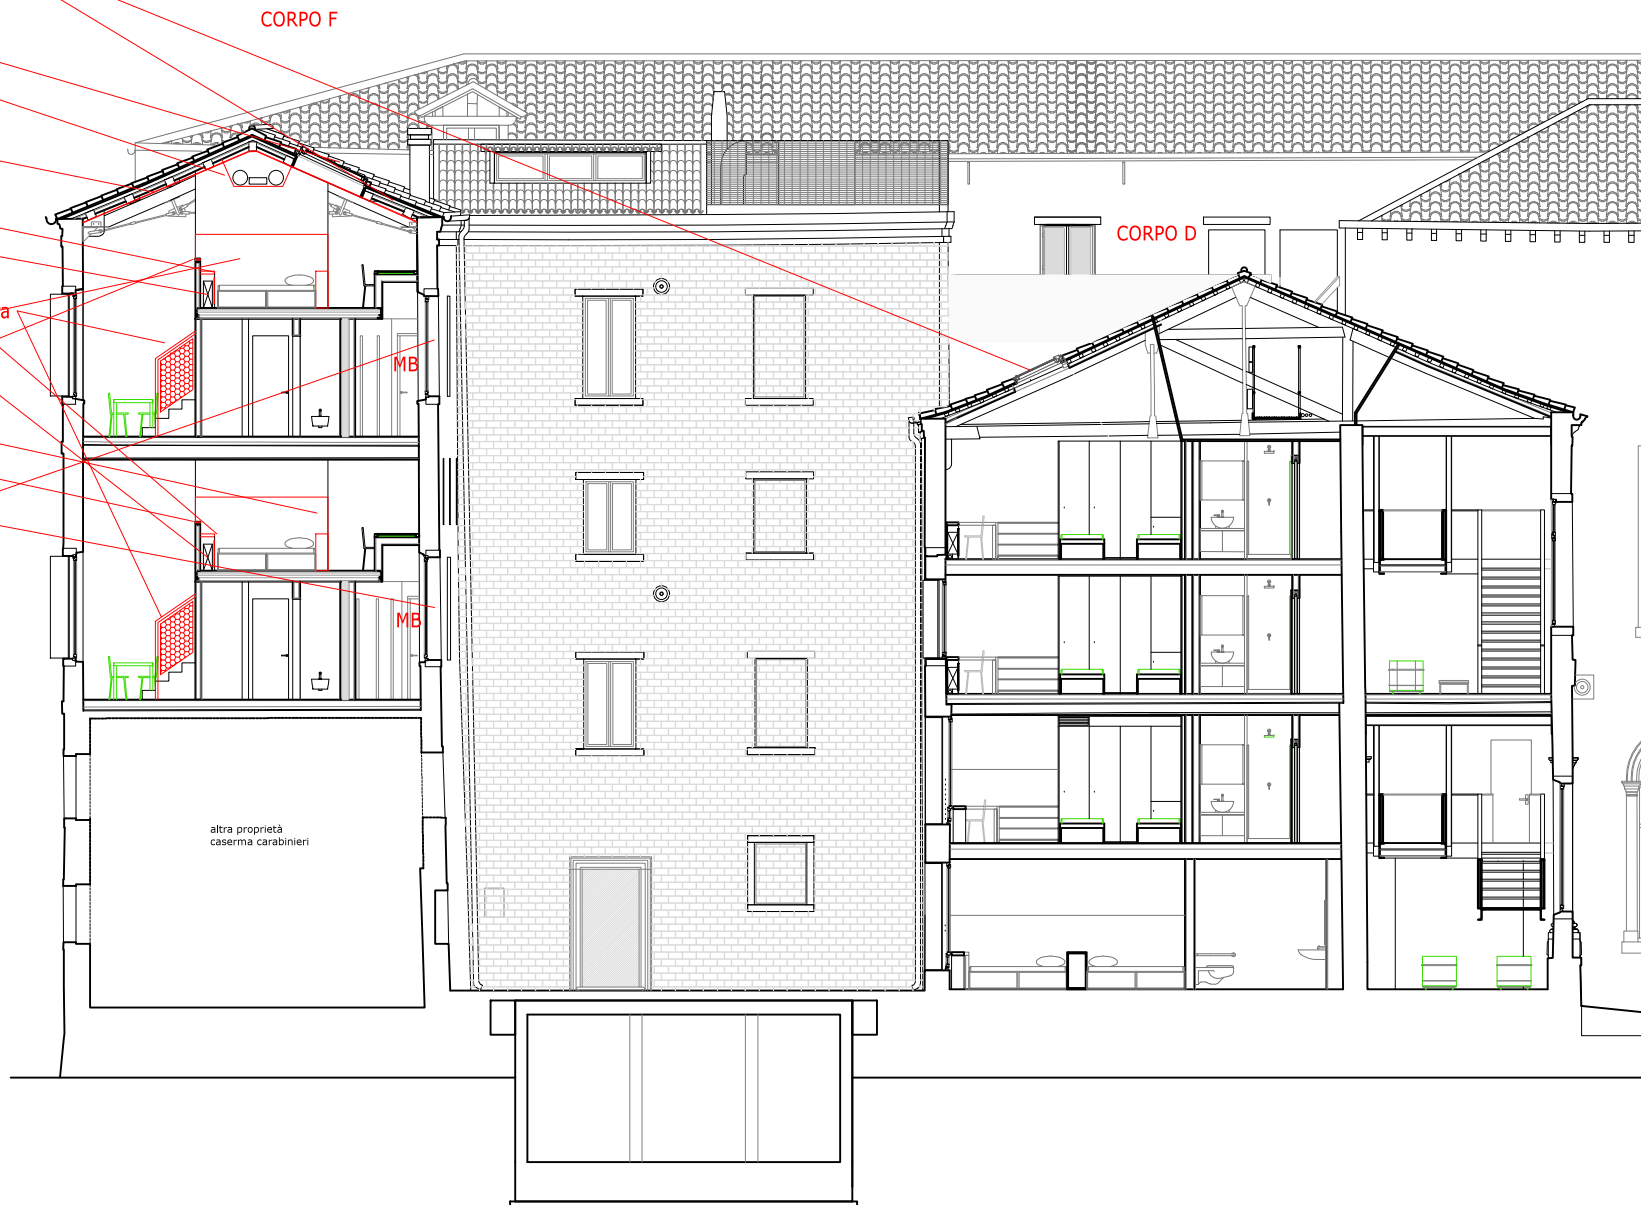 CORPO F
CORPO D
a
MB
MB
altra proprietà
caserma carabinieri